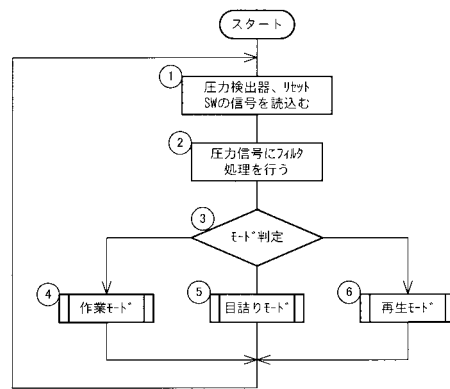 スタート
①
圧力検出器、ﾘｾｯﾄ
SWの信号を読込む
②
圧力信号にﾌｨﾙﾀ
処理を行う
③
ﾓｰﾄﾞ判定
④
作業ﾓｰﾄﾞ
⑤
目詰りﾓｰﾄﾞ
⑥
再生ﾓｰﾄﾞ